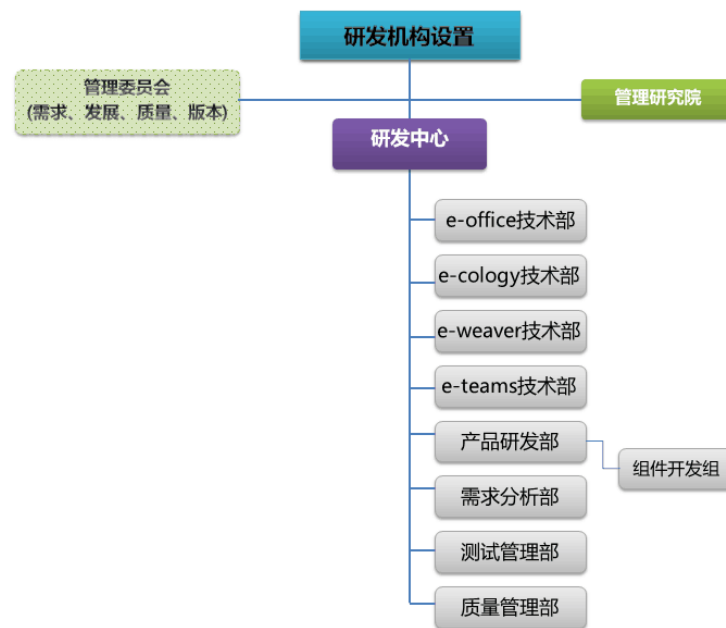 研发机构设置
管理委员会
(需求、发展、质量、版本)
管理研究院
研发中心
e-office技术部
e-cology技术部
e-weaver技术部
e-teams技术部
产品研发部
组件开发组
需求分析部
测试管理部
质量管理部